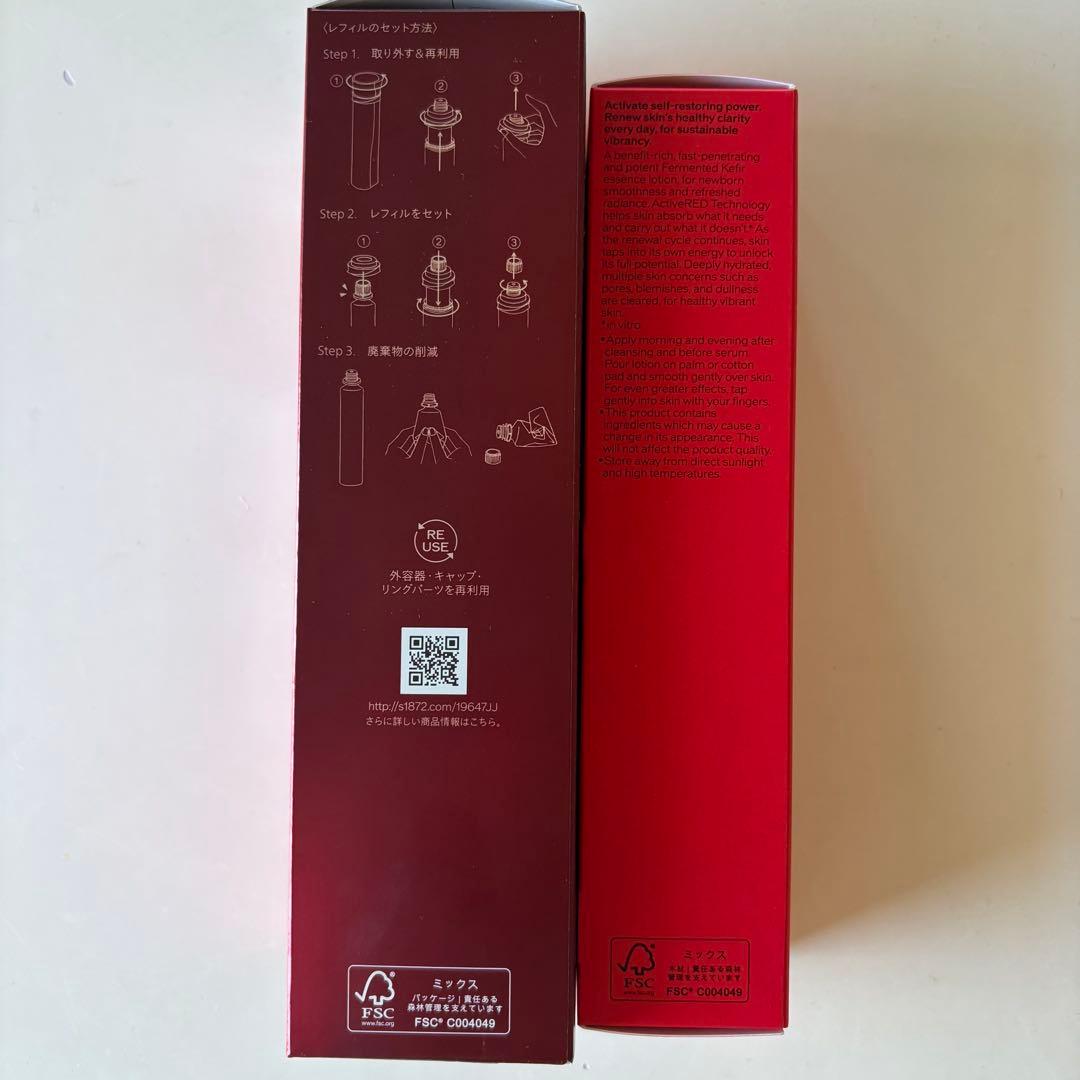 〈レフィルのセット方法〉
Step 1. 取り外す&再利用
① ② ③
Step 2. レフィルをセット
① ② ③
Step 3. 廃棄物の削減
RE
USE
外容器・キャップ・
リングパーツを再利用
http://s1872.com/19647JJ
さらに詳しい商品情報はこちら。
FSC®
www.fsc.org
ミックス
パッケージ|責任ある
森林管理を支えています
FSC® C004049
Activate self-restoring power.
Renew skin's healthy clarity
every day, for sustainable
vibrancy.
A benefit-rich, fast-penetrating
and potent Fermented Kefir
essence lotion, for newborn
smoothness and refreshed
radiance. ActiveRED Technology
helps skin absorb what it needs
and carry out what it doesn't.* As
the renewal cycle continues, skin
taps into its own energy to unlock
its full potential. Deeply hydrated,
multiple skin concerns such as
pores, blemishes, and dullness
are cleared, for healthy vibrant
skin.
*in vitro
•Apply morning and evening after
cleansing and before serum.
Pour lotion on palm or cotton
pad and smooth gently over skin.
For even greater effects, tap
gently into skin with your fingers.
•This product contains
ingredients which may cause a
change in its appearance. This
will not affect the product quality.
•Store away from direct sunlight
and high temperatures.
FSC®
www.fsc.org
ミックス
木材|責任ある森林
管理を支えています
FSC® C004049